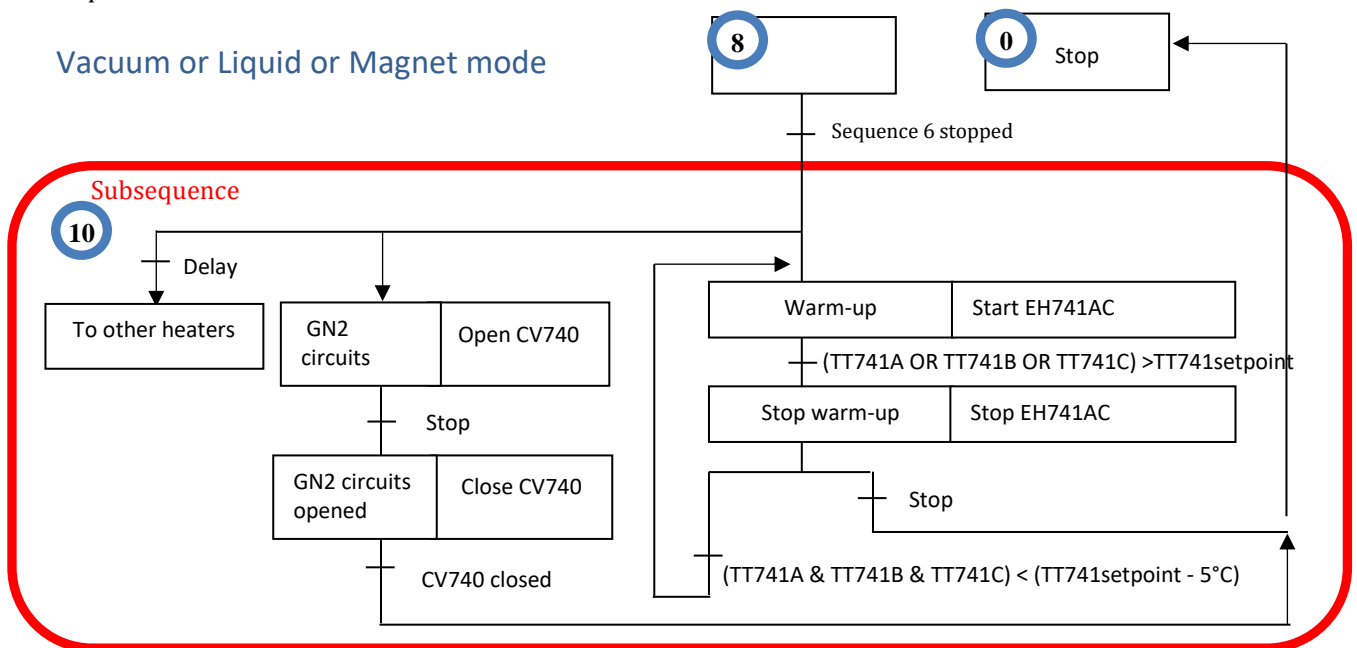 8
0
Stop
Vacuum or Liquid or Magnet mode
Sequence 6 stopped
Subsequence
10
Delay
To other heaters
GN2
circuits
Open CV740
Warm-up
Start EH741AC
(TT741A OR TT741B OR TT741C) >TT741setpoint
Stop
Stop warm-up
Stop EH741AC
GN2 circuits
opened
Close CV740
Stop
CV740 closed
(TT741A & TT741B & TT741C) < (TT741setpoint - 5°C)